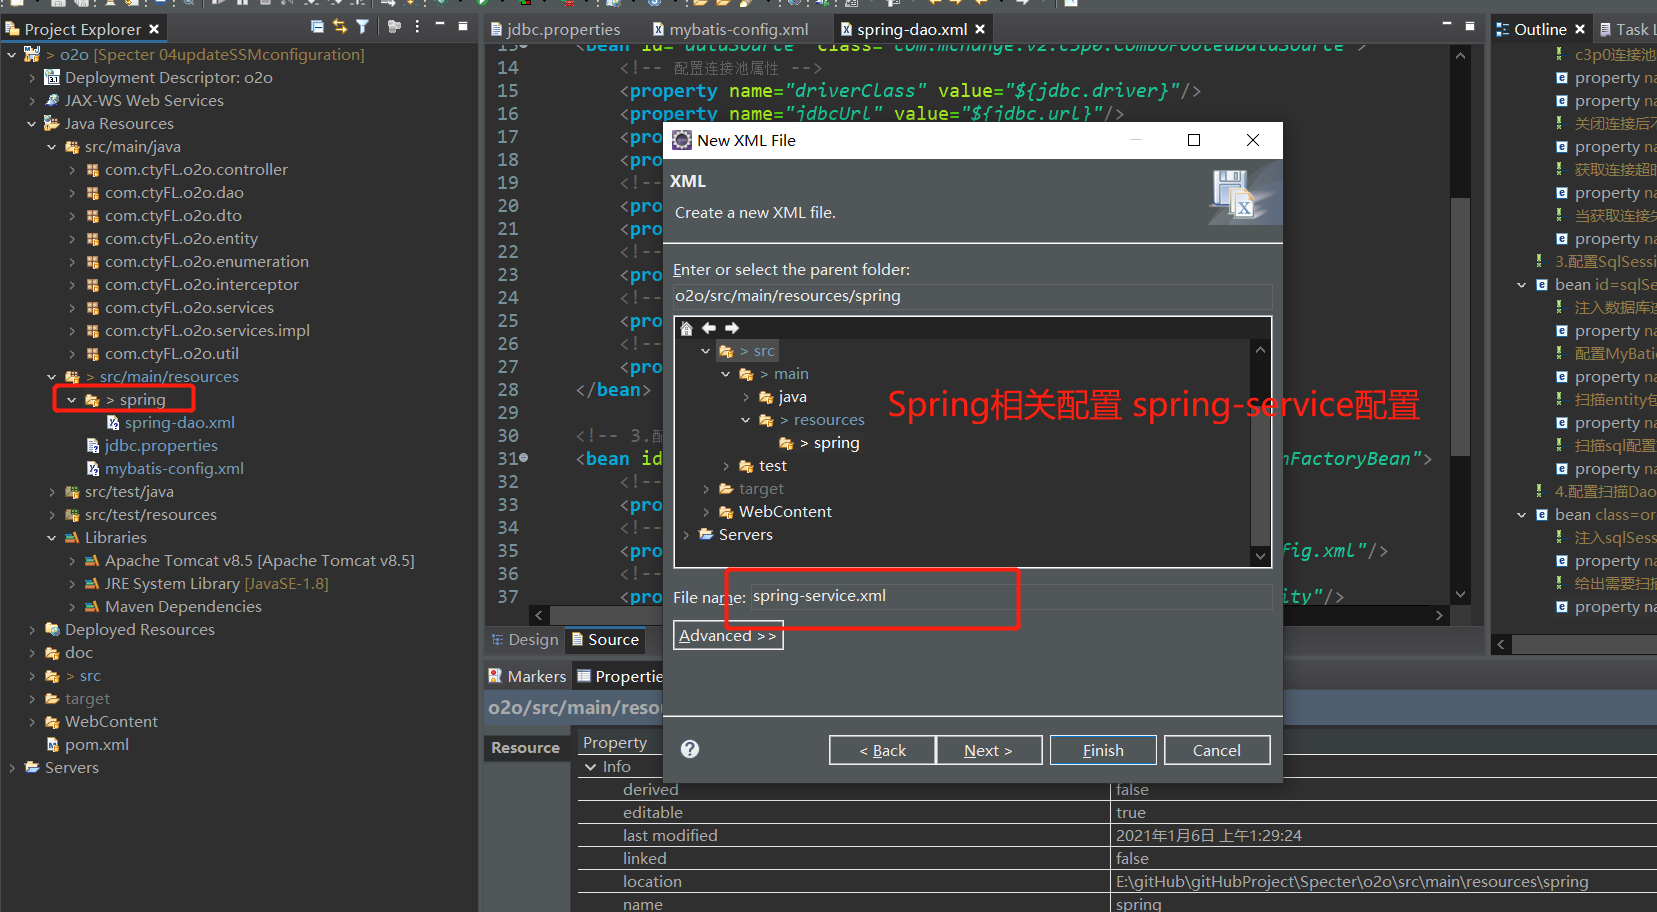 Project Explorer
> o2o [Specter 04updateSSMconfiguration]
Deployment Descriptor: o2o
JAX-WS Web Services
Java Resources
src/main/java
com.ctyFL.o2o.controller
com.ctyFL.o2o.dao
com.ctyFL.o2o.dto
com.ctyFL.o2o.entity
com.ctyFL.o2o.enumeration
com.ctyFL.o2o.interceptor
com.ctyFL.o2o.services
com.ctyFL.o2o.services.impl
com.ctyFL.o2o.util
> src/main/resources
> spring
spring-dao.xml
jdbc.properties
mybatis-config.xml
src/test/java
src/test/resources
Libraries
Apache Tomcat v8.5 [Apache Tomcat v8.5]
JRE System Library [JavaSE-1.8]
Maven Dependencies
Deployed Resources
doc
> src
target
WebContent
pom.xml
Servers
jdbc.properties
mybatis-config.xml
spring-dao.xml
13 <bean id="dataSource" class="com.mchange.v2.c3p0.ComboPooledDataSource">
14 <!-- 配置连接池属性 -->
15 <property name="driverClass" value="${jdbc.driver}"/>
16 <property name="jdbcUrl" value="${jdbc.url}"/>
17 <pro
18 <pro
19 <!--
20 <pro
21 <pro
22 <!--
23 <pro
24 <!--
25 <pro
26 <!--
27 <pro
28 </bean>
29
30 <!-- 3.配
31 <bean id nFactoryBean">
32 <!--
33 <pro
34 <!--
35 <pro fig.xml"/>
36 <!--
37 <pro ity"/>
Design
Source
New XML File
XML
Create a new XML file.
Enter or select the parent folder:
o2o/src/main/resources/spring
> src
> main
java
> resources
> spring
test
target
WebContent
Servers
Spring相关配置 spring-service配置
File name:
spring-service.xml
Advanced >>
< Back
Next >
Finish
Cancel
Markers
Propertie
o2o/src/main/reso
Resource
Property
Info
derived false
editable true
last modified 2021年1月6日 上午1:29:24
linked false
location E:\gitHub\gitHubProject\Specter\o2o\src\main\resources\spring
name spring
Outline
Task L
c3p0连接池
property na
property na
关闭连接后不
property na
获取连接超时
property na
当获取连接失
property na
3.配置SqlSessi
bean id=sqlSe
注入数据库连
property na
配置MyBatis
property na
扫描entity包
property na
扫描sql配置
property na
4.配置扫描Dao
bean class=or
注入sqlSess
property na
给出需要扫描
property na